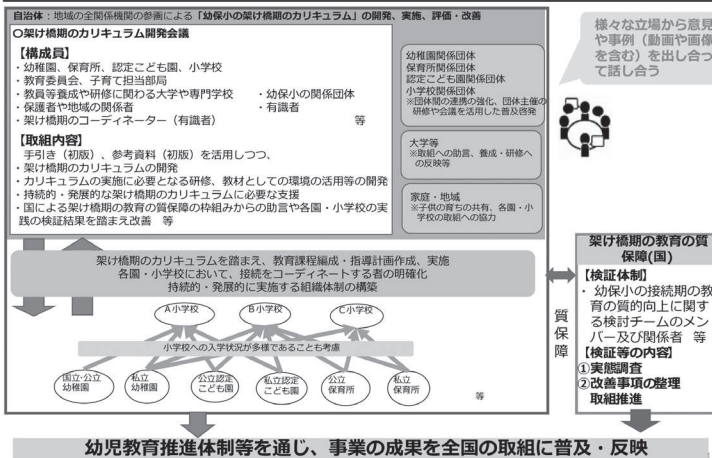 自治体：地域の全関係機関の参画による「幼保小の架け橋期のカリキュラム」の開発、実施、評価・改善
〇架け橋期のカリキュラム開発会議
【構成員】
・幼稚園、保育所、認定こども園、小学校
・教育委員会、子育て担当部局
・教員等養成や研修に関わる大学や専門学校　・幼保小の関係団体
・保護者や地域の関係者　・有識者
・架け橋期のコーディネーター（有識者）　等
【取組内容】
手引き（初版）、参考資料（初版）を活用しつつ、
・架け橋期のカリキュラムの開発
・カリキュラムの実施に必要となる研修、教材としての環境の活用等の開発
・持続的・発展的な架け橋期のカリキュラムに必要な支援
・国による架け橋期の教育の質保障の枠組みからの助言や各園・小学校の実
践の検証結果を踏まえ改善　等
幼稚園関係団体
保育所関係団体
認定こども園関係団体
小学校関係団体
※団体間の連携の強化、団体主催の
研修や会議を活用した普及啓発
大学等
※取組への助言、養成・研修へ
の反映等
家庭・地域
※子供の育ちの共有、各園・小
学校の取組への協力
様々な立場から意見
や事例（動画や画像
を含む）を出し合っ
て話し合う
架け橋期のカリキュラムを踏まえ、教育課程編成・指導計画作成、実施
各園・小学校において、接続をコーディネートする者の明確化
持続的・発展的に実施する組織体制の構築
A小学校
B小学校
C小学校
小学校への入学状況が多様であることも考慮
国立・公立
幼稚園
私立
幼稚園
公立認定
こども園
私立認定
こども園
公立
保育所
私立
保育所
等
質保障
架け橋期の教育の質
保障(国)
【検証体制】
・幼保小の接続期の教
育の質的向上に関す
る検討チームのメン
バー及び関係者　等
【検証等の内容】
①実態調査
②改善事項の整理
取組推進
幼児教育推進体制等を通じ、事業の成果を全国の取組に普及・反映